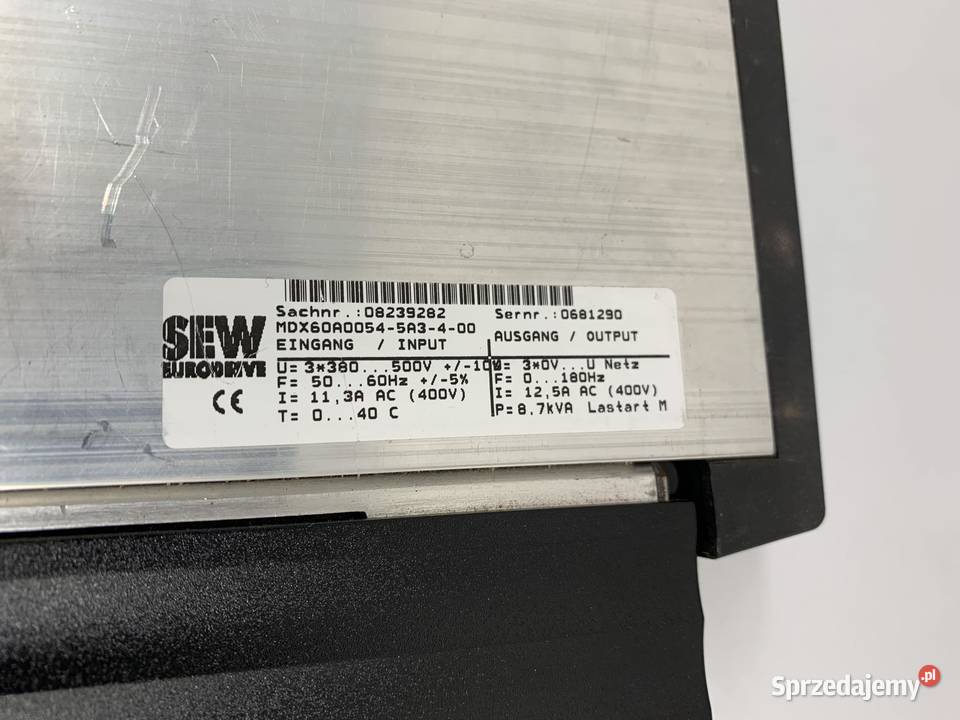 SEW
EURODRIVE
Sachnr.:08239282
Sernr.:0681290
MDX60A0054-5A3-4-00
EINGANG / INPUT
AUSGANG / OUTPUT
U= 3*380...500V +/-10%
F= 50...60Hz +/-5%
I= 11,3A AC (400V)
T= 0...40 C
U= 3*0V...U Netz
F= 0...180Hz
I= 12,5A AC (400V)
P= 8,7kVA Lastart M
CE
Sprzedajemy.pl